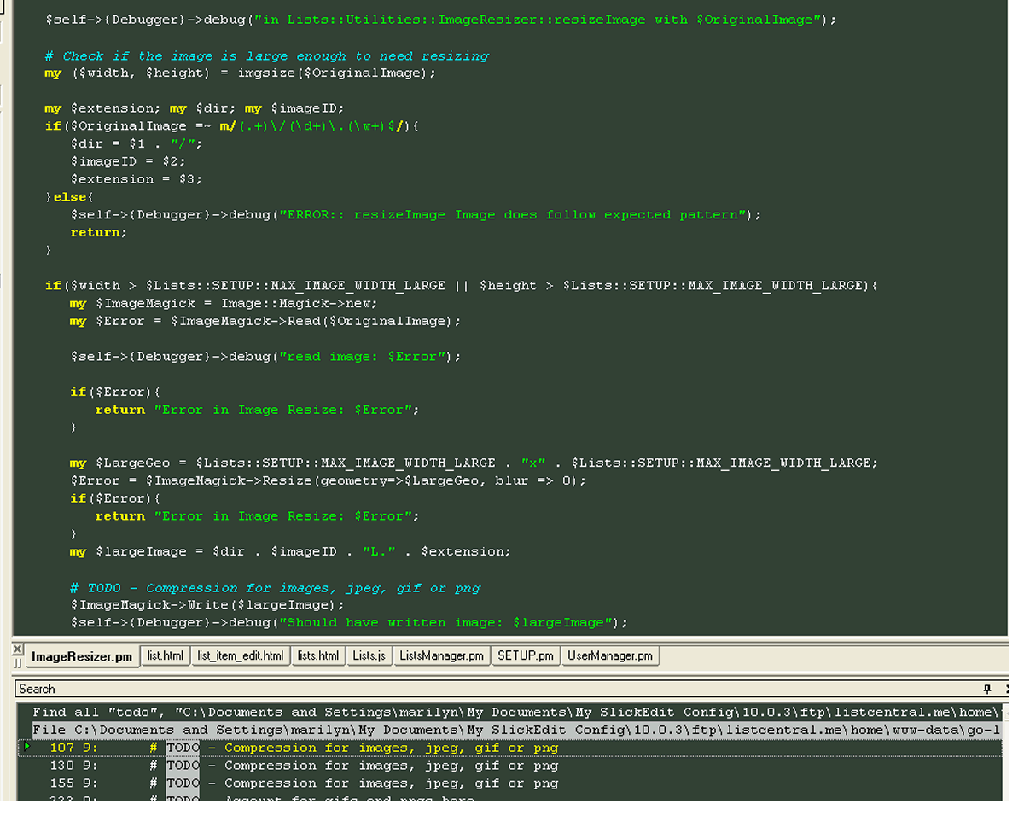 $self->{Debugger}->debug("in Lists::Utilities::ImageResizer::resizeImage with $OriginalImage");
# Check if the image is large enough to need resizing
my ($width, $height) = imgsize($OriginalImage);
my $extension; my $dir; my $imageID;
if($OriginalImage =~ m/(.+)\/(\d+)\.(\w+)$/){
$dir = $1 . "/";
$imageID = $2;
$extension = $3;
}else{
$self->{Debugger}->debug("ERROR:: resizeImage Image does follow expected pattern");
return;
}
if($width > $Lists::SETUP::MAX_IMAGE_WIDTH_LARGE || $height > $Lists::SETUP::MAX_IMAGE_WIDTH_LARGE){
my $ImageMagick = Image::Magick->new;
my $Error = $ImageMagick->Read($OriginalImage);
$self->{Debugger}->debug("read image: $Error");
if($Error){
return "Error in Image Resize: $Error";
}
my $LargeGeo = $Lists::SETUP::MAX_IMAGE_WIDTH_LARGE . "x" . $Lists::SETUP::MAX_IMAGE_WIDTH_LARGE;
$Error = $ImageMagick->Resize(geometry=>$LargeGeo, blur => 0);
if($Error){
return "Error in Image Resize: $Error";
}
my $largeImage = $dir . $imageID . "L." . $extension;
# TODO - Compression for images, jpeg, gif or png
$ImageMagick->Write($largeImage);
$self->{Debugger}->debug("Should have written image: $largeImage");
ImageResizer.pm list.html list_item_edit.html lists.html Lists.js ListsManager.pm SETUP.pm UserManager.pm
Search
Find all "todo", "C:\Documents and Settings\marilyn\My Documents\My SlickEdit Config\10.0.3\ftp\listcentral.me\home\
File C:\Documents and Settings\marilyn\My Documents\My SlickEdit Config\10.0.3\ftp\listcentral.me\home\www-data\go-l
107 9: # TODO - Compression for images, jpeg, gif or png
130 9: # TODO - Compression for images, jpeg, gif or png
155 9: # TODO - Compression for images, jpeg, gif or png